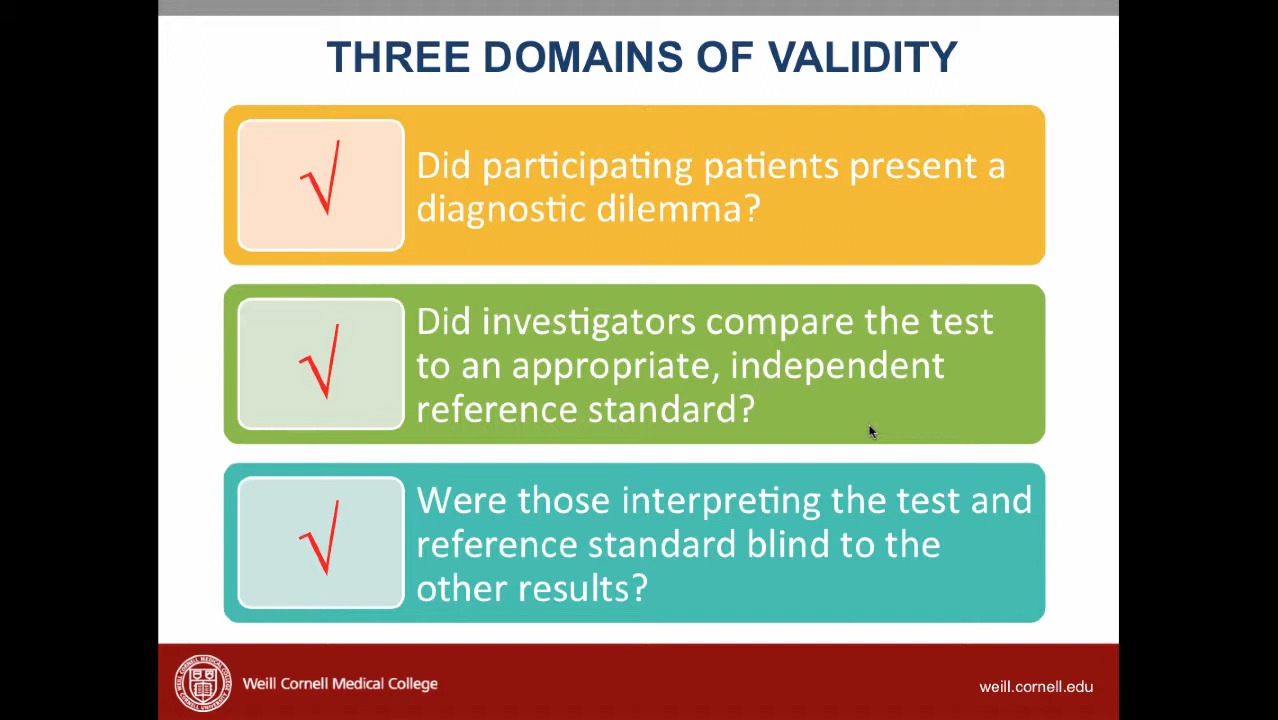 THREE DOMAINS OF VALIDITY
√
Did participating patients present a
diagnostic dilemma?
√
Did investigators compare the test
to an appropriate, independent
reference standard?
√
Were those interpreting the test and
reference standard blind to the
other results?
Weill Cornell Medical College
weill.cornell.edu